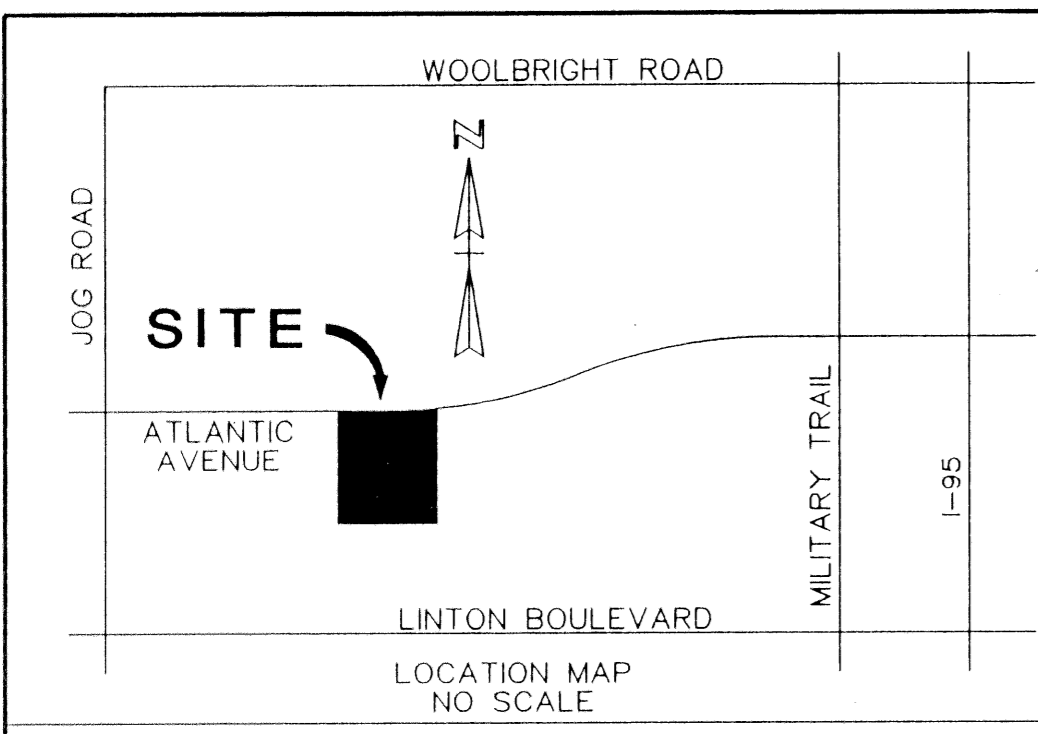 WOOLBRIGHT ROAD
N
JOG ROAD
SITE
ATLANTIC
AVENUE
MILITARY TRAIL
I-95
LINTON BOULEVARD
LOCATION MAP
NO SCALE